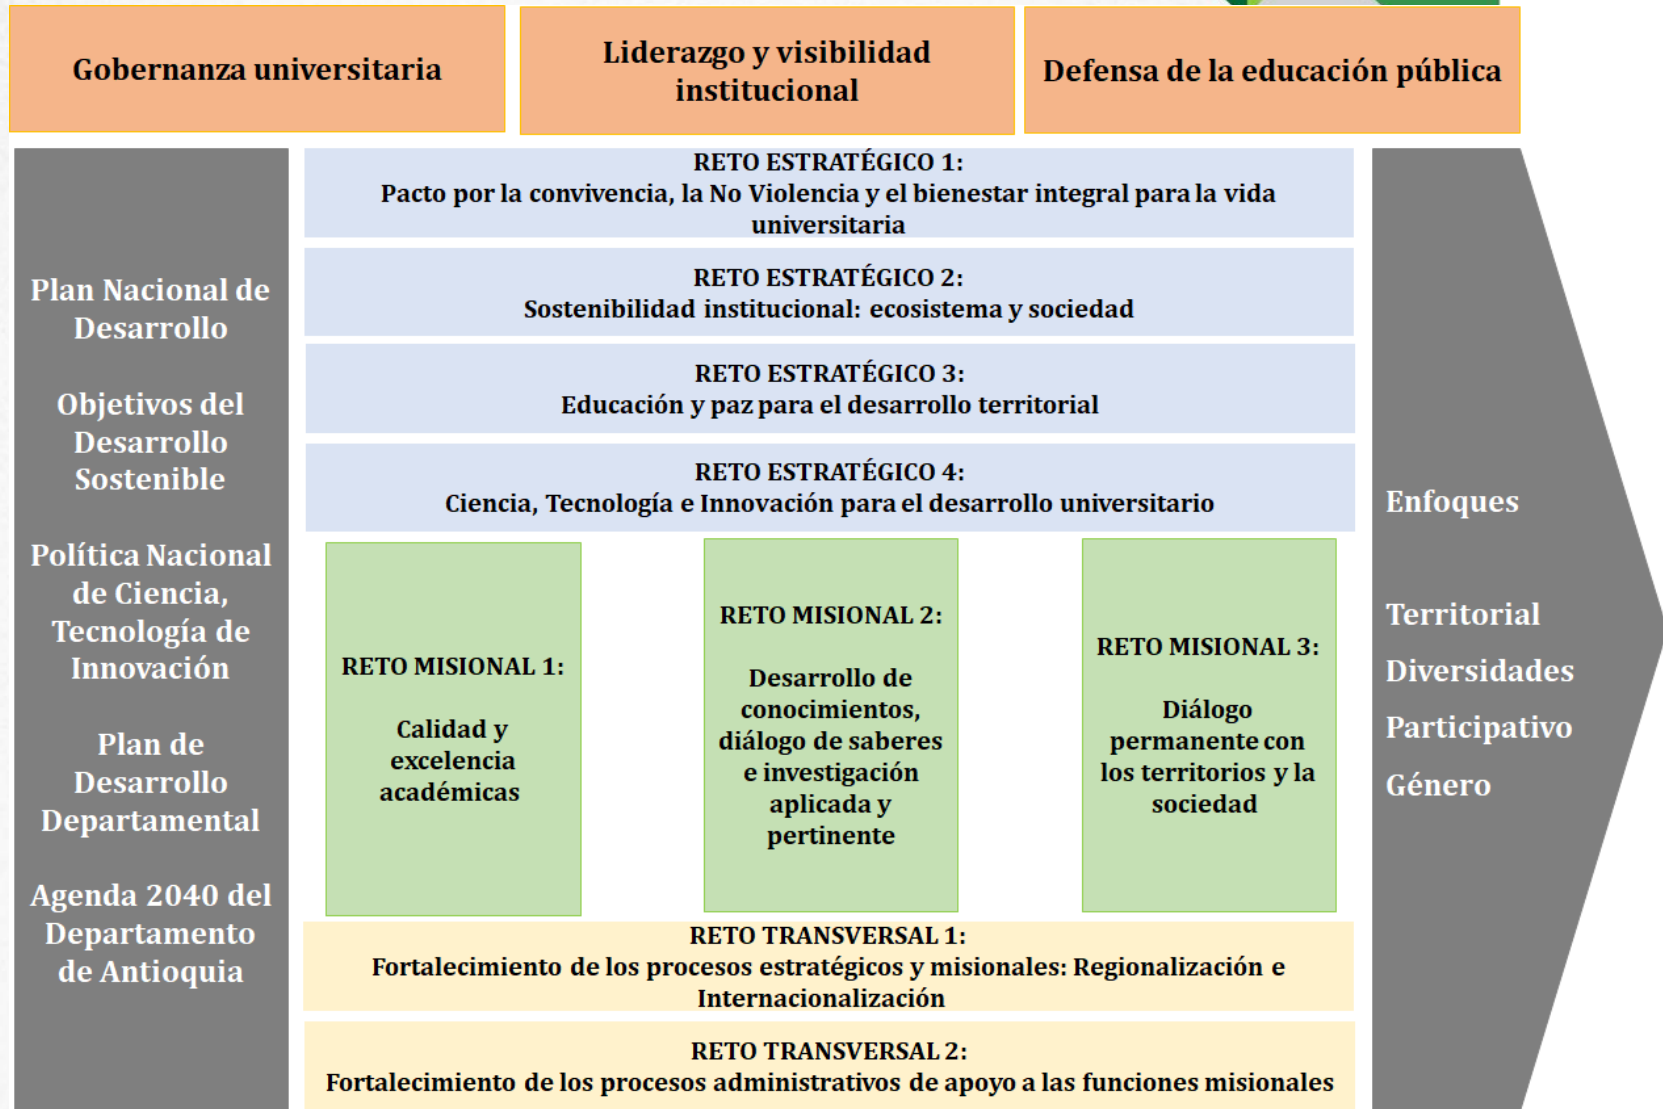 Gobernanza universitaria
Liderazgo y visibilidad
institucional
Defensa de la educación pública
Plan Nacional de
Desarrollo
Objetivos del
Desarrollo
Sostenible
Política Nacional
de Ciencia,
Tecnología de
Innovación
Plan de
Desarrollo
Departamental
Agenda 2040 del
Departamento
de Antioquia
RETO ESTRATÉGICO 1:
Pacto por la convivencia, la No Violencia y el bienestar integral para la vida
universitaria
RETO ESTRATÉGICO 2:
Sostenibilidad institucional: ecosistema y sociedad
RETO ESTRATÉGICO 3:
Educación y paz para el desarrollo territorial
RETO ESTRATÉGICO 4:
Ciencia, Tecnología e Innovación para el desarrollo universitario
RETO MISIONAL 1:
Calidad y
excelencia
académicas
RETO MISIONAL 2:
Desarrollo de
conocimientos,
diálogo de saberes
e investigación
aplicada y
pertinente
RETO MISIONAL 3:
Diálogo
permanente con
los territorios y la
sociedad
RETO TRANSVERSAL 1:
Fortalecimiento de los procesos estratégicos y misionales: Regionalización e
Internacionalización
RETO TRANSVERSAL 2:
Fortalecimiento de los procesos administrativos de apoyo a las funciones misionales
Enfoques
Territorial
Diversidades
Participativo
Género